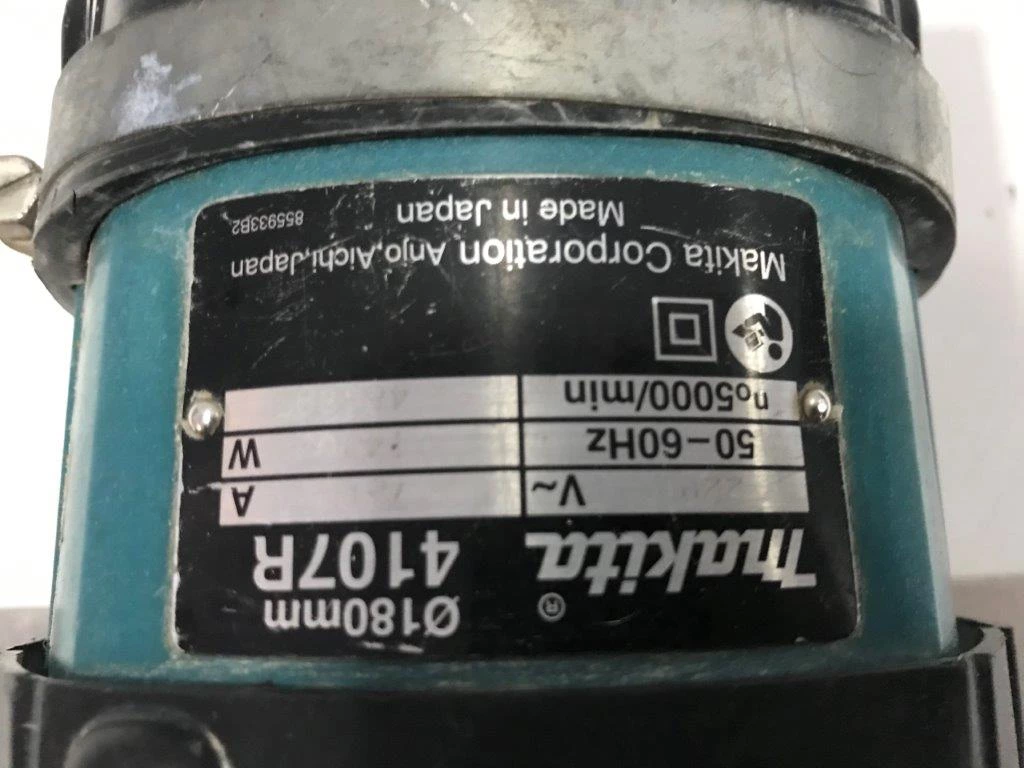 Ø180mm
makita® 4107R
V~ A
50–60Hz W
n₀5000/min
Makita Corporation Anjo,Aichi,Japan
Made in Japan 855933B2